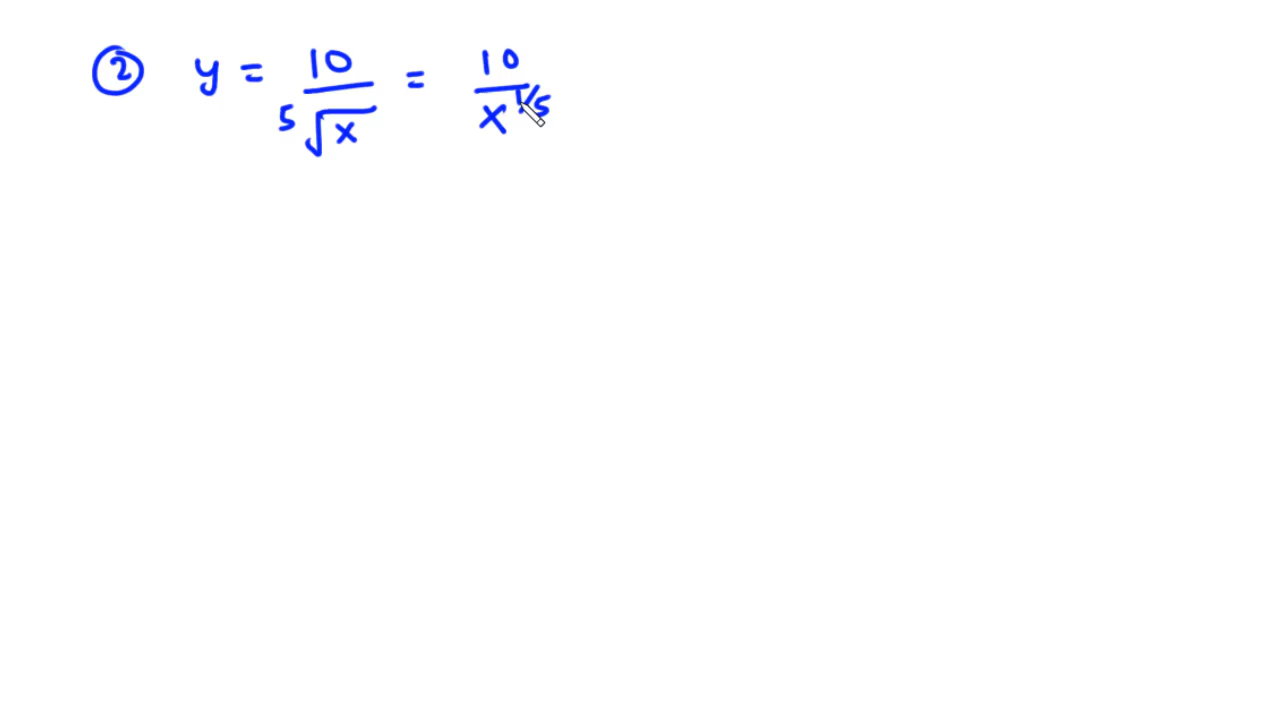 ② y = 10 / 5√x = 10 / x^1/5